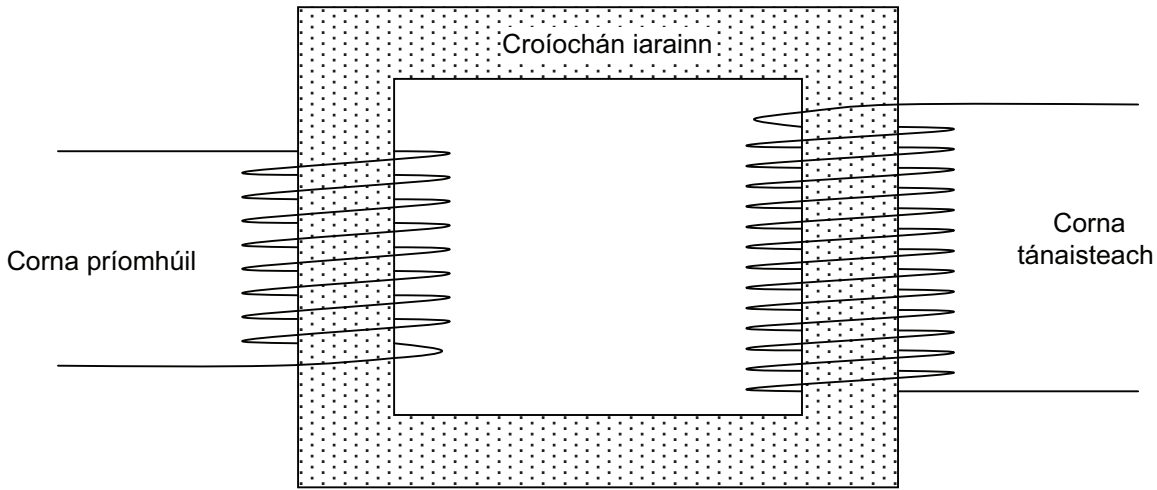 Croíochán iarainn
Corna príomhúil
Corna
tánaisteach